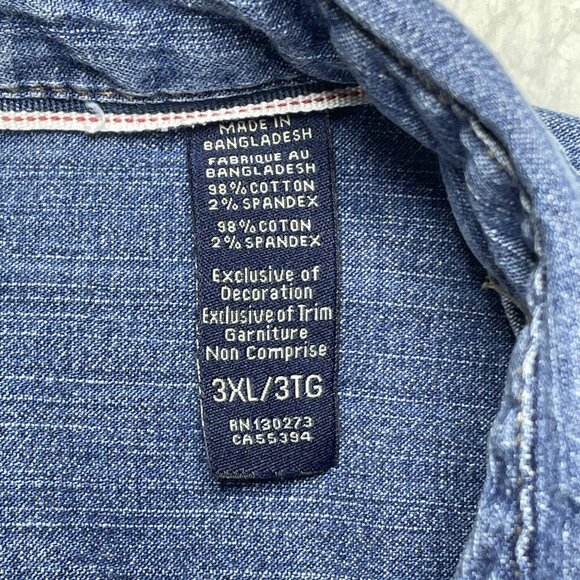 MADE IN
BANGLADESH
FABRIQUE AU
BANGLADESH
98% COTTON
2% SPANDEX
98% COTON
2% SPANDEX
Exclusive of
Decoration
Exclusive of Trim
Garniture
Non Comprise
3XL/3TG
RN130273
CA55394